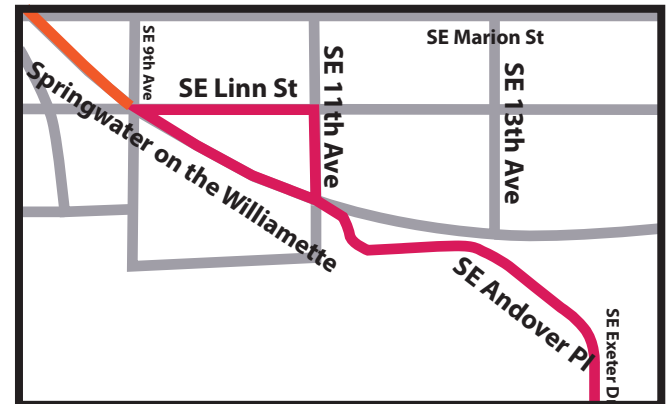 SE Marion St
SE 9th Ave
SE Linn St
SE 11th Ave
SE 13th Ave
Springwater on the Williamette
SE Andover Pl
SE Exeter Dr